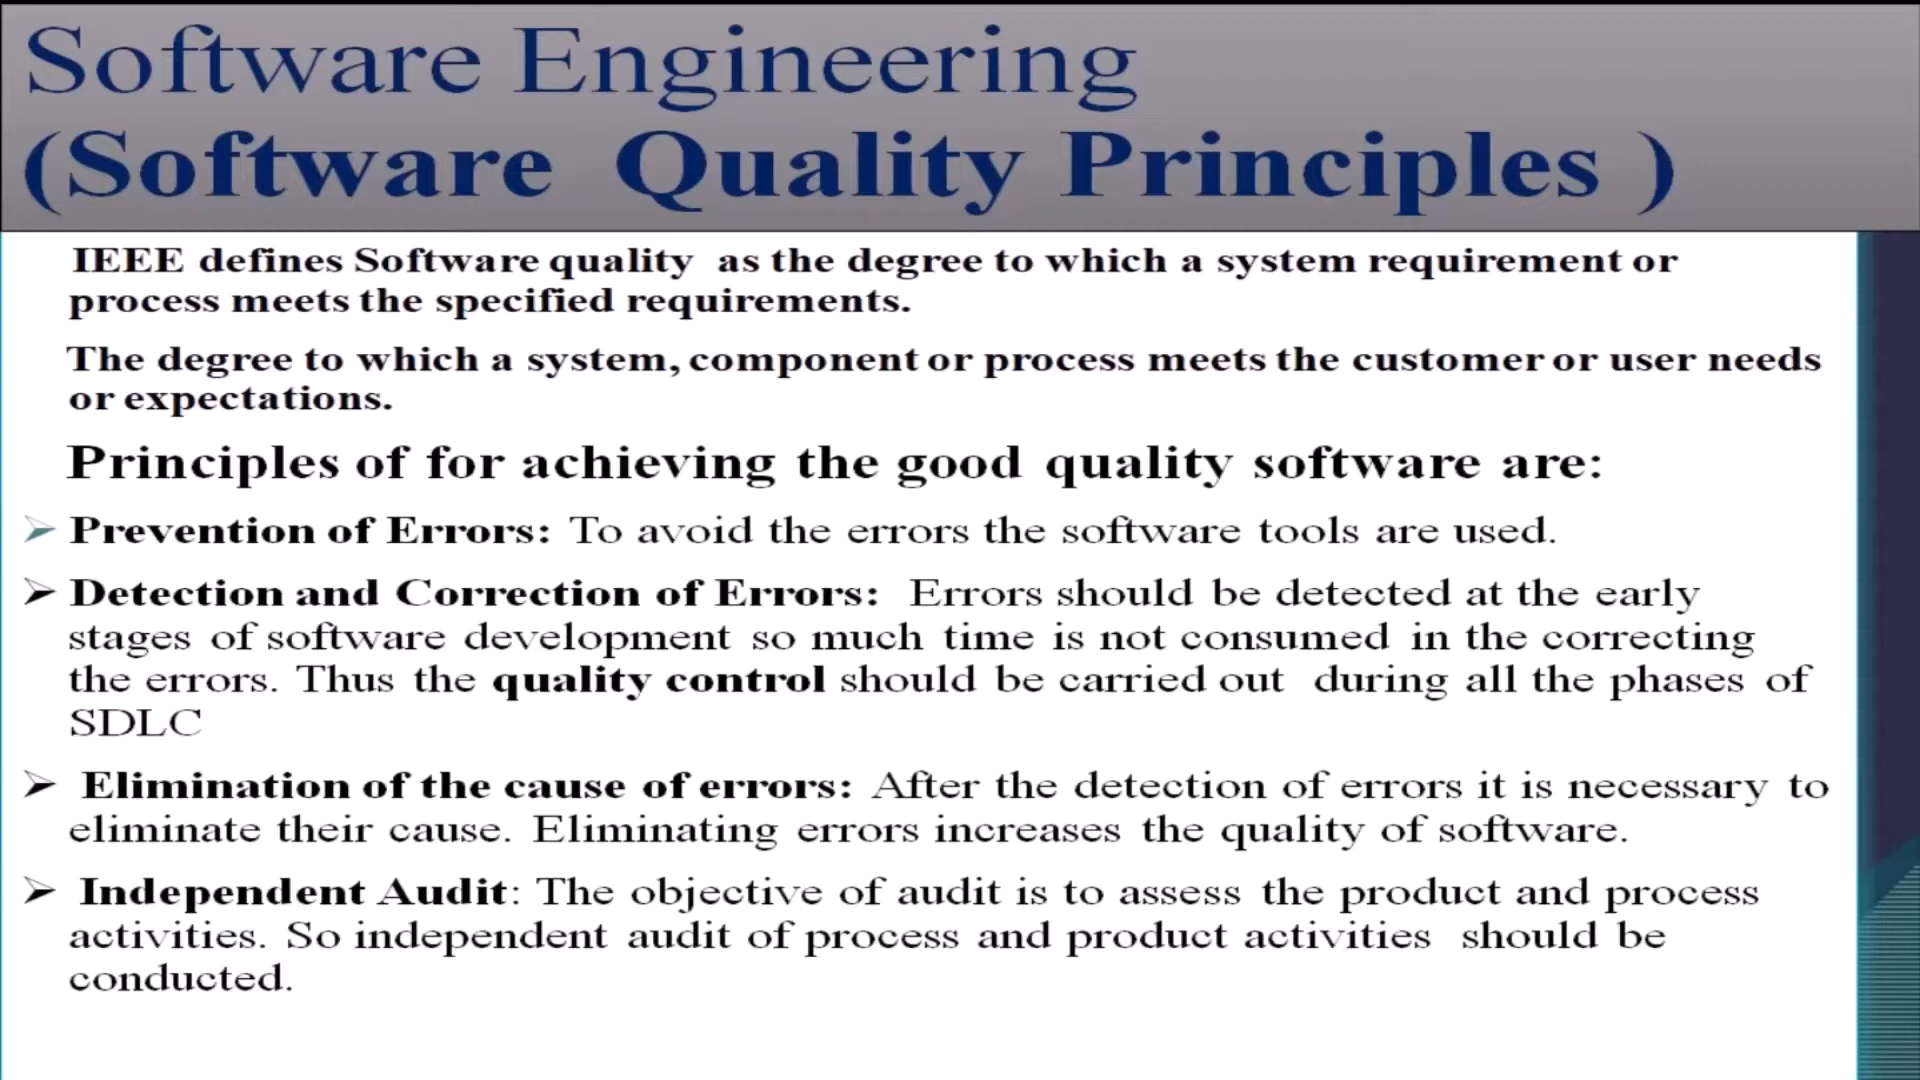 Software Engineering
(Software Quality Principles )
IEEE defines Software quality as the degree to which a system requirement or
process meets the specified requirements.
The degree to which a system, component or process meets the customer or user needs
or expectations.
Principles of for achieving the good quality software are:
➢ Prevention of Errors: To avoid the errors the software tools are used.
➢ Detection and Correction of Errors: Errors should be detected at the early
stages of software development so much time is not consumed in the correcting
the errors. Thus the quality control should be carried out during all the phases of
SDLC
➢ Elimination of the cause of errors: After the detection of errors it is necessary to
eliminate their cause. Eliminating errors increases the quality of software.
➢ Independent Audit: The objective of audit is to assess the product and process
activities. So independent audit of process and product activities should be
conducted.